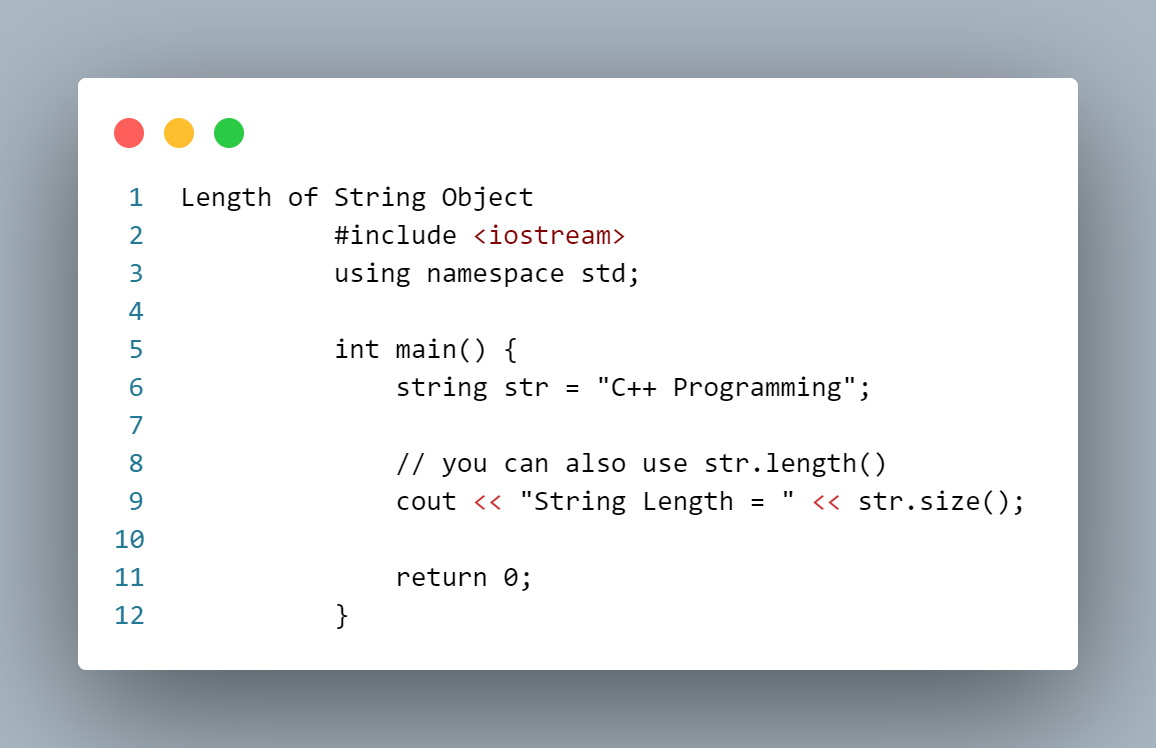 1 Length of String Object
2 #include <iostream>
3 using namespace std;
4
5 int main() {
6 string str = "C++ Programming";
7
8 // you can also use str.length()
9 cout << "String Length = " << str.size();
10
11 return 0;
12 }